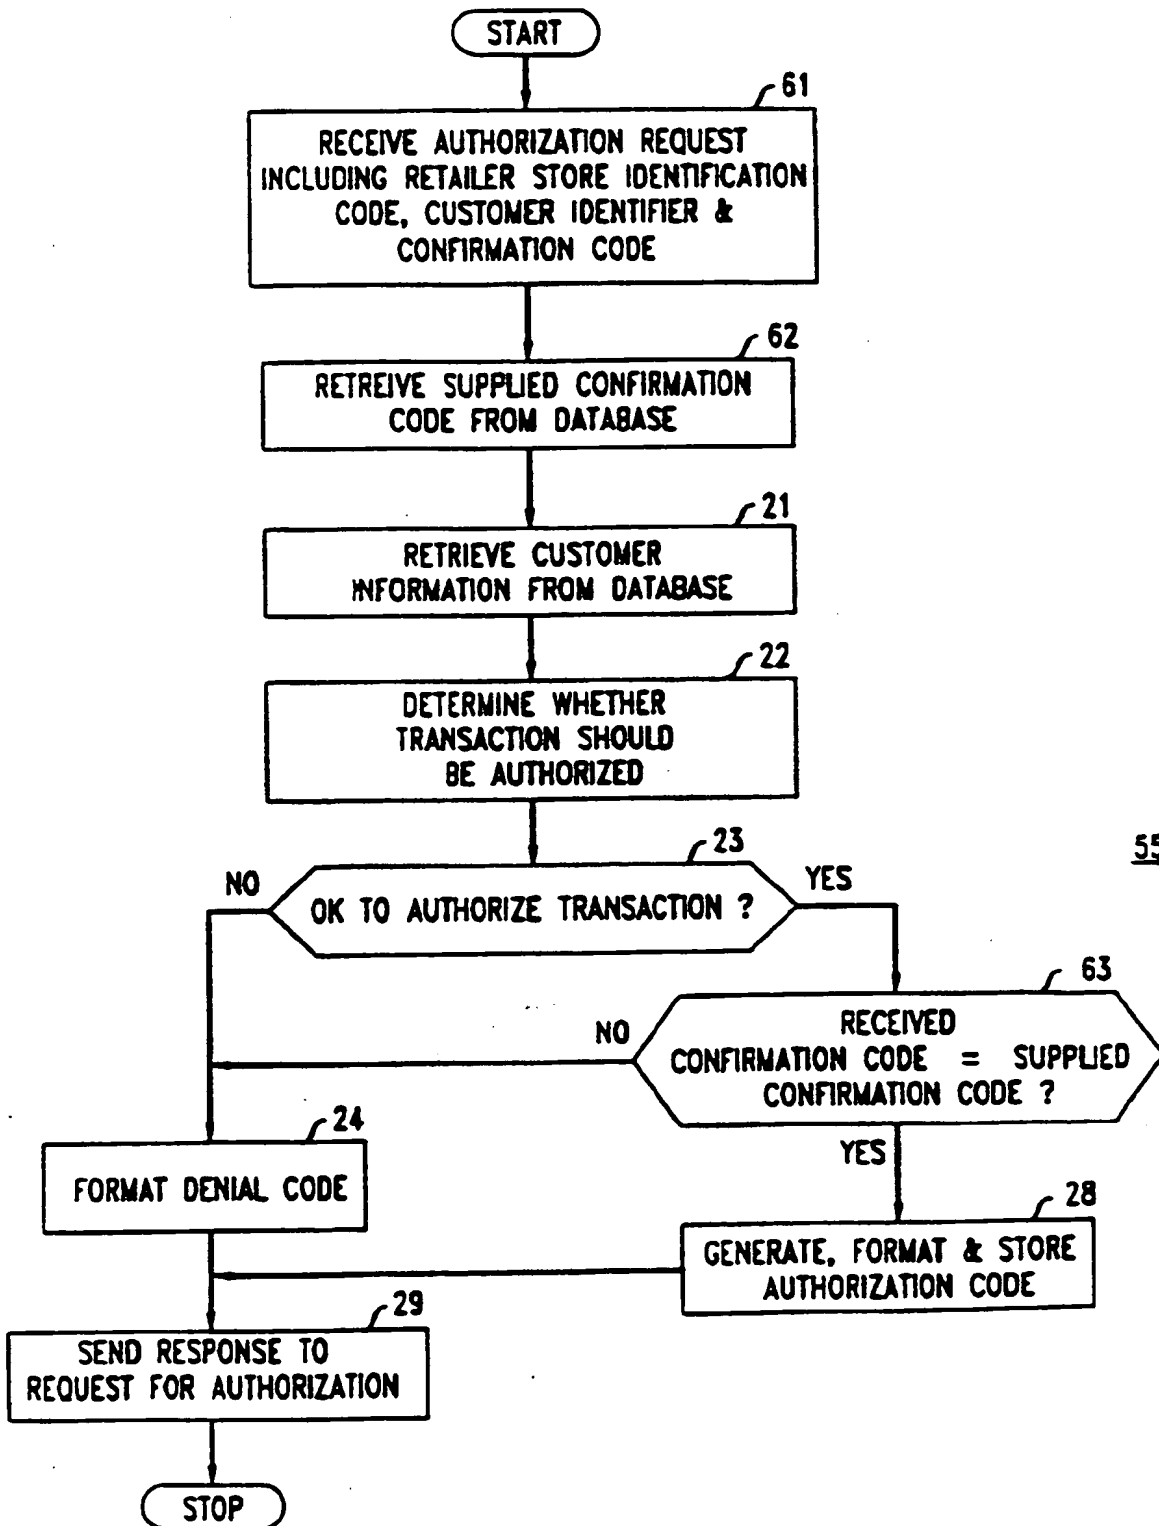 START
61
RECEIVE AUTHORIZATION REQUEST
INCLUDING RETAILER STORE IDENTIFICATION
CODE, CUSTOMER IDENTIFIER &
CONFIRMATION CODE
62
RETREIVE SUPPLIED CONFIRMATION
CODE FROM DATABASE
21
RETRIEVE CUSTOMER
INFORMATION FROM DATABASE
22
DETERMINE WHETHER
TRANSACTION SHOULD
BE AUTHORIZED
23
55
NO
OK TO AUTHORIZE TRANSACTION ?
YES
63
NO
RECEIVED
CONFIRMATION CODE = SUPPLIED
CONFIRMATION CODE ?
24
YES
FORMAT DENIAL CODE
28
GENERATE, FORMAT & STORE
AUTHORIZATION CODE
29
SEND RESPONSE TO
REQUEST FOR AUTHORIZATION
STOP